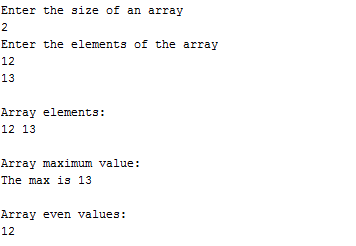 Enter the size of an array
2
Enter the elements of the array
12
13
Array elements:
12 13
Array maximum value:
The max is 13
Array even values:
12